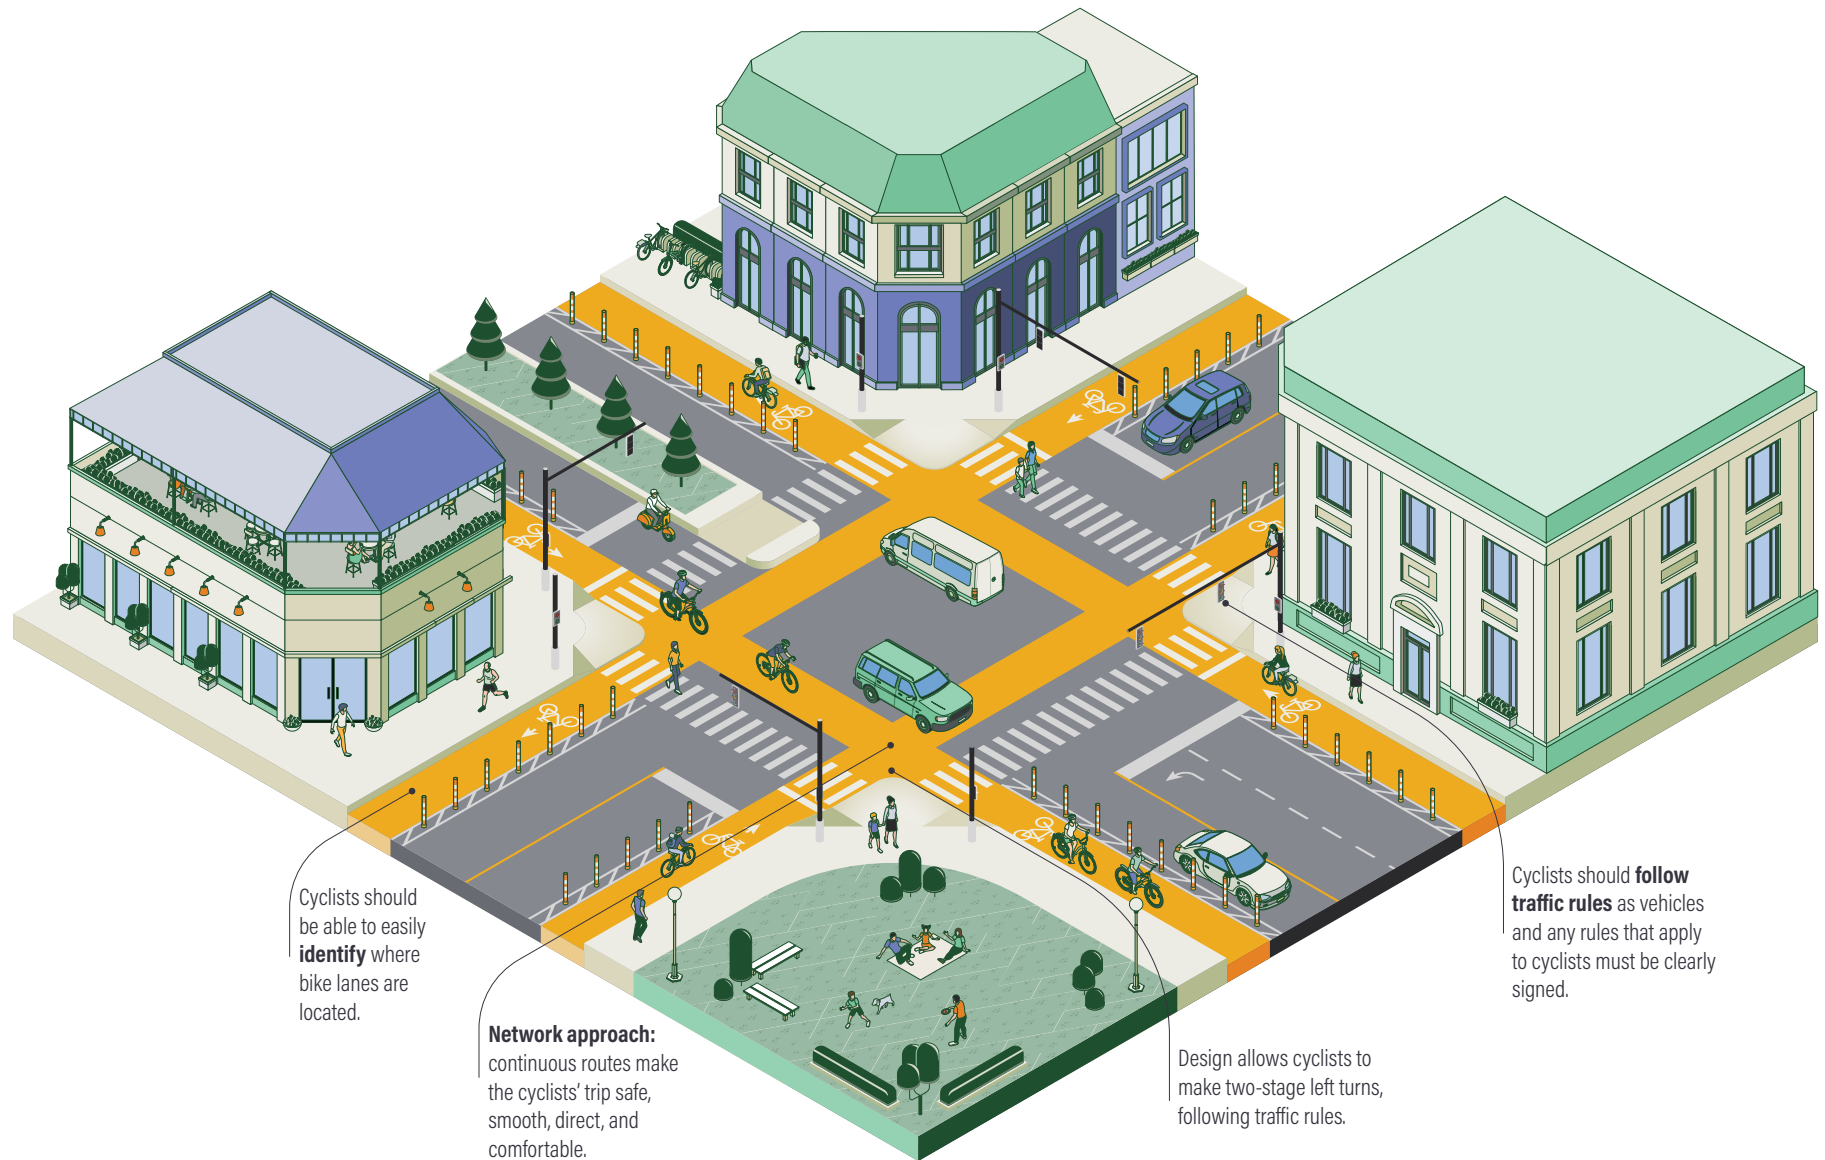 Cyclists should
be able to easily
identify where
bike lanes are
located.
Network approach:
continuous routes make
the cyclists’ trip safe,
smooth, direct, and
comfortable.
Design allows cyclists to
make two-stage left turns,
following traffic rules.
Cyclists should follow
traffic rules as vehicles
and any rules that apply
to cyclists must be clearly
signed.